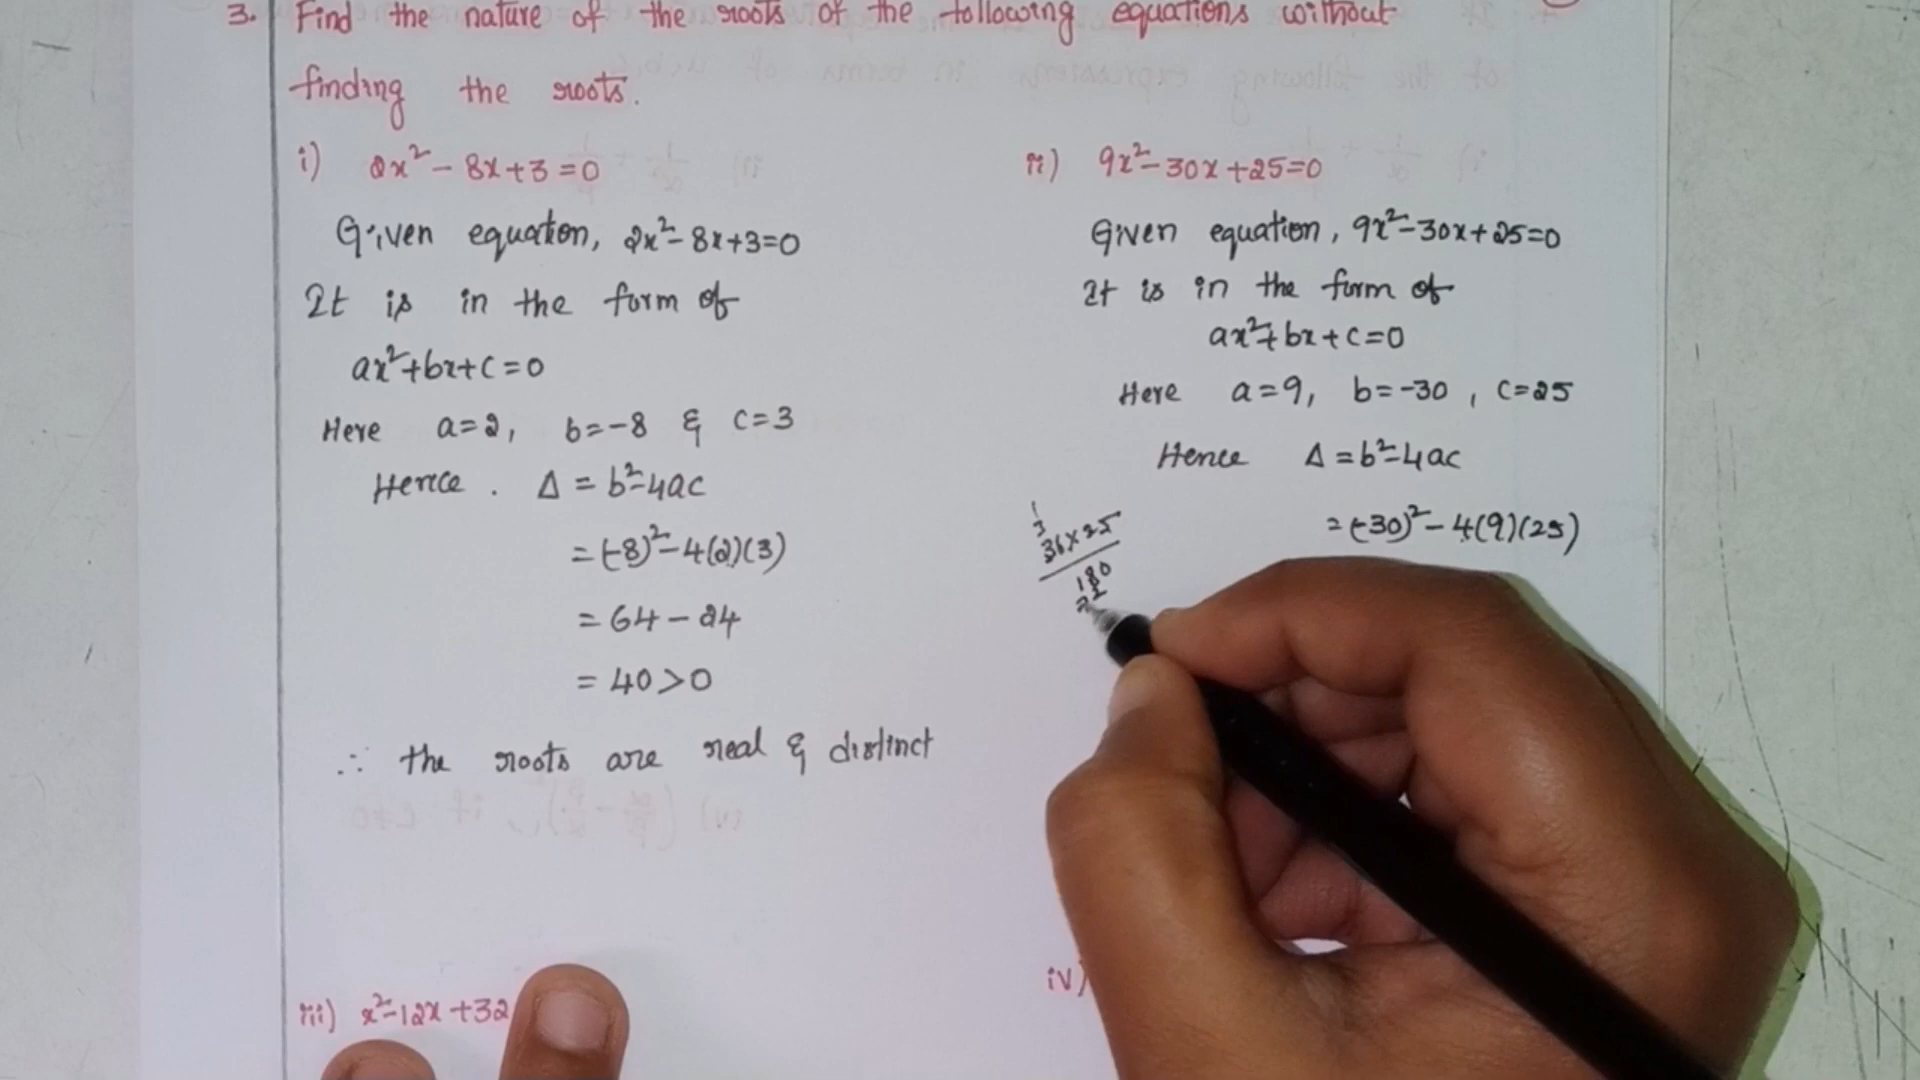 3. Find the nature of the roots of the following equations without
finding the roots.
i) 2x² - 8x + 3 = 0
Given equation, 2x² - 8x + 3 = 0
It is in the form of
ax² + bx + c = 0
Here a = 2, b = -8 & c = 3
Hence . Δ = b² - 4ac
= (-8)² - 4(2)(3)
= 64 - 24
= 40 > 0
∴ the roots are real & distinct
ii) 9x² - 30x + 25 = 0
Given equation, 9x² - 30x + 25 = 0
It is in the form of
ax² + bx + c = 0
Here a = 9, b = -30, c = 25
Hence Δ = b² - 4ac
= (-30)² - 4(9)(25)
1
3
36 × 25
180
72
iii) x² - 12x + 32
iv)